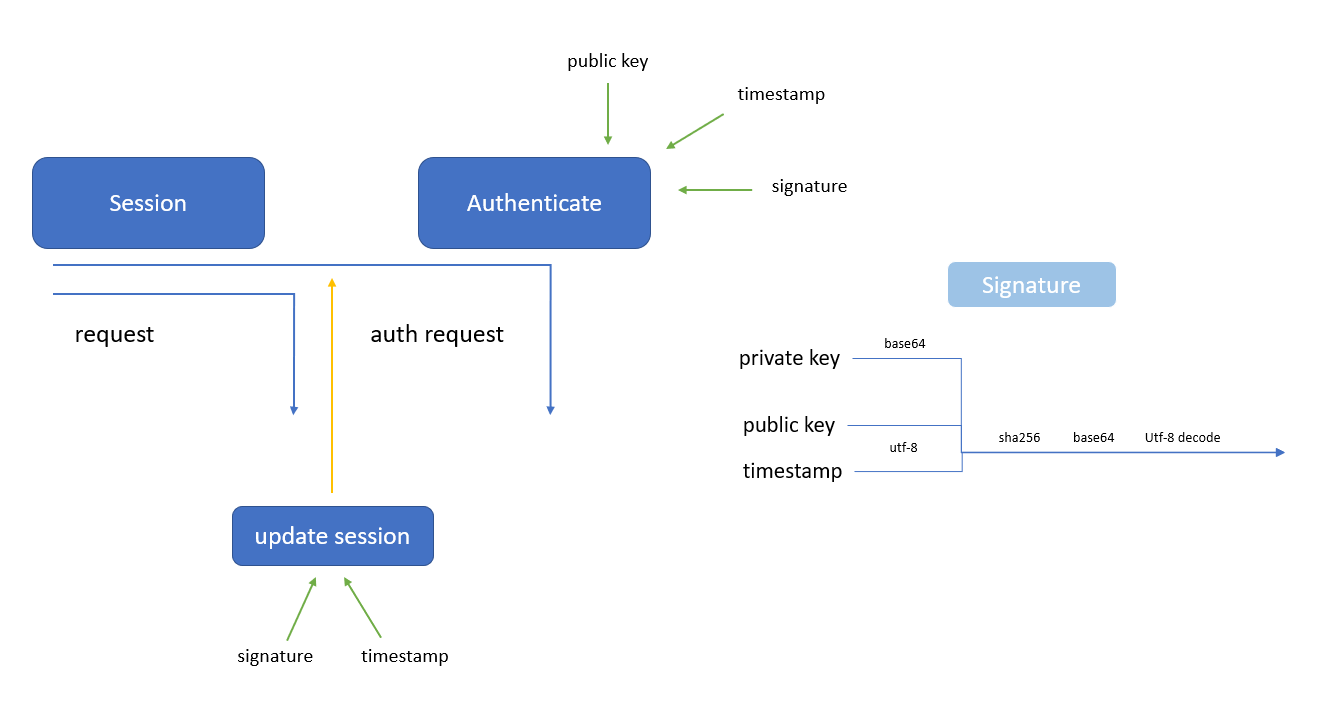 public key
timestamp
Session
Authenticate
signature
Signature
request
auth request
private key
base64
public key
utf-8
sha256
base64
Utf-8 decode
timestamp
update session
signature
timestamp